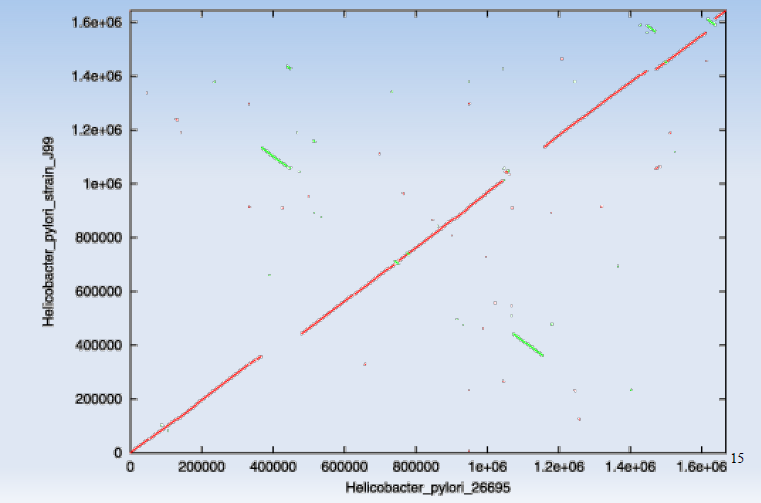 1.6e+06
1.4e+06
1.2e+06
1e+06
800000
600000
400000
200000
0
Helicobacter_pylori_strain_J99
0 200000 400000 600000 800000 1e+06 1.2e+06 1.4e+06 1.6e+06
Helicobacter_pylori_26695
15